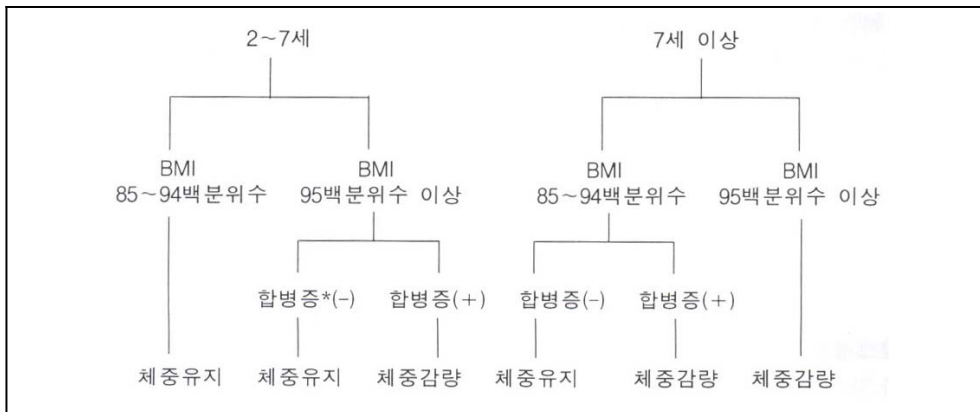 2~7세
7세 이상
BMI
85~94백분위수
BMI
95백분위수 이상
BMI
85~94백분위수
BMI
95백분위수 이상
합병증*(-)
합병증(+)
합병증(-)
합병증(+)
체중유지
체중유지
체중감량
체중유지
체중감량
체중감량